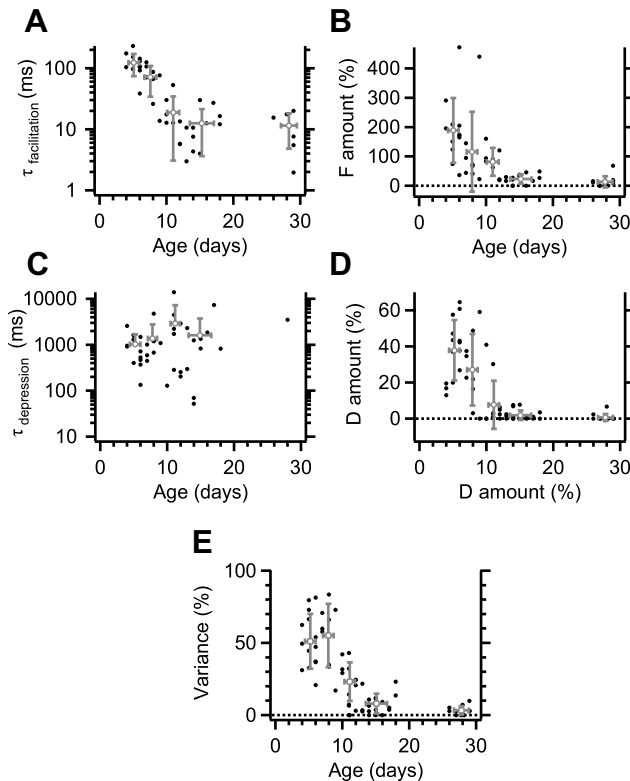 A
100
10
1
τ facilitation (ms)
0 10 20 30
Age (days)
B
400
300
200
100
0
F amount (%)
0 10 20 30
Age (days)
C
10000
1000
100
10
τ depression (ms)
0 10 20 30
Age (days)
D
60
40
20
0
D amount (%)
0 10 20 30
D amount (%)
E
100
50
0
Variance (%)
0 10 20 30
Age (days)